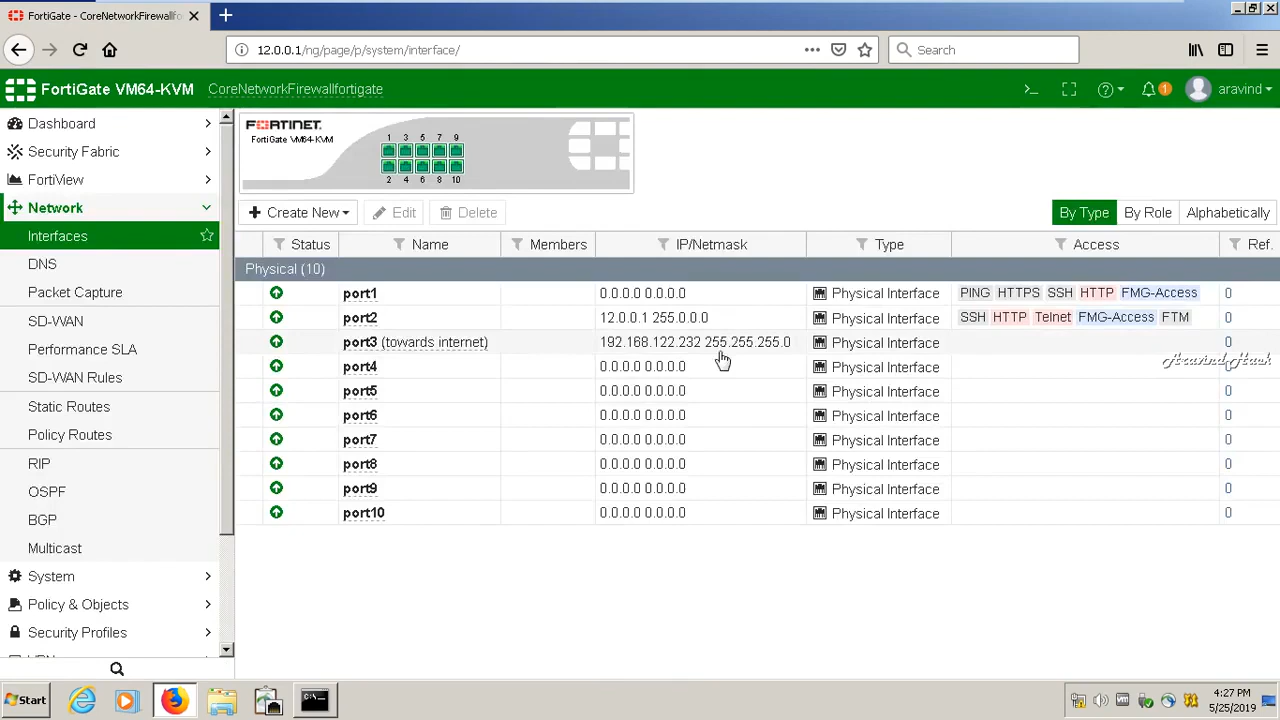 FortiGate - CoreNetworkFirewallfo
12.0.0.1/ng/page/p/system/interface/
Search
FortiGate VM64-KVM
CoreNetworkFirewallfortigate
1
aravind
Dashboard
Security Fabric
FortiView
Network
Interfaces
DNS
Packet Capture
SD-WAN
Performance SLA
SD-WAN Rules
Static Routes
Policy Routes
RIP
OSPF
BGP
Multicast
System
Policy & Objects
Security Profiles
FORTINET
FortiGate VM64-KVM
1 3 5 7 9
2 4 6 8 10
Create New
Edit
Delete
By Type
By Role
Alphabetically
Status Name Members IP/Netmask Type Access Ref.
Physical (10)
port1 0.0.0.0 0.0.0.0 Physical Interface PING HTTPS SSH HTTP FMG-Access 0
port2 12.0.0.1 255.0.0.0 Physical Interface SSH HTTP Telnet FMG-Access FTM 0
port3 (towards internet) 192.168.122.232 255.255.255.0 Physical Interface 0
Aravind Hash
port4 0.0.0.0 0.0.0.0 Physical Interface 0
port5 0.0.0.0 0.0.0.0 Physical Interface 0
port6 0.0.0.0 0.0.0.0 Physical Interface 0
port7 0.0.0.0 0.0.0.0 Physical Interface 0
port8 0.0.0.0 0.0.0.0 Physical Interface 0
port9 0.0.0.0 0.0.0.0 Physical Interface 0
port10 0.0.0.0 0.0.0.0 Physical Interface 0
Start
4:27 PM
5/25/2019